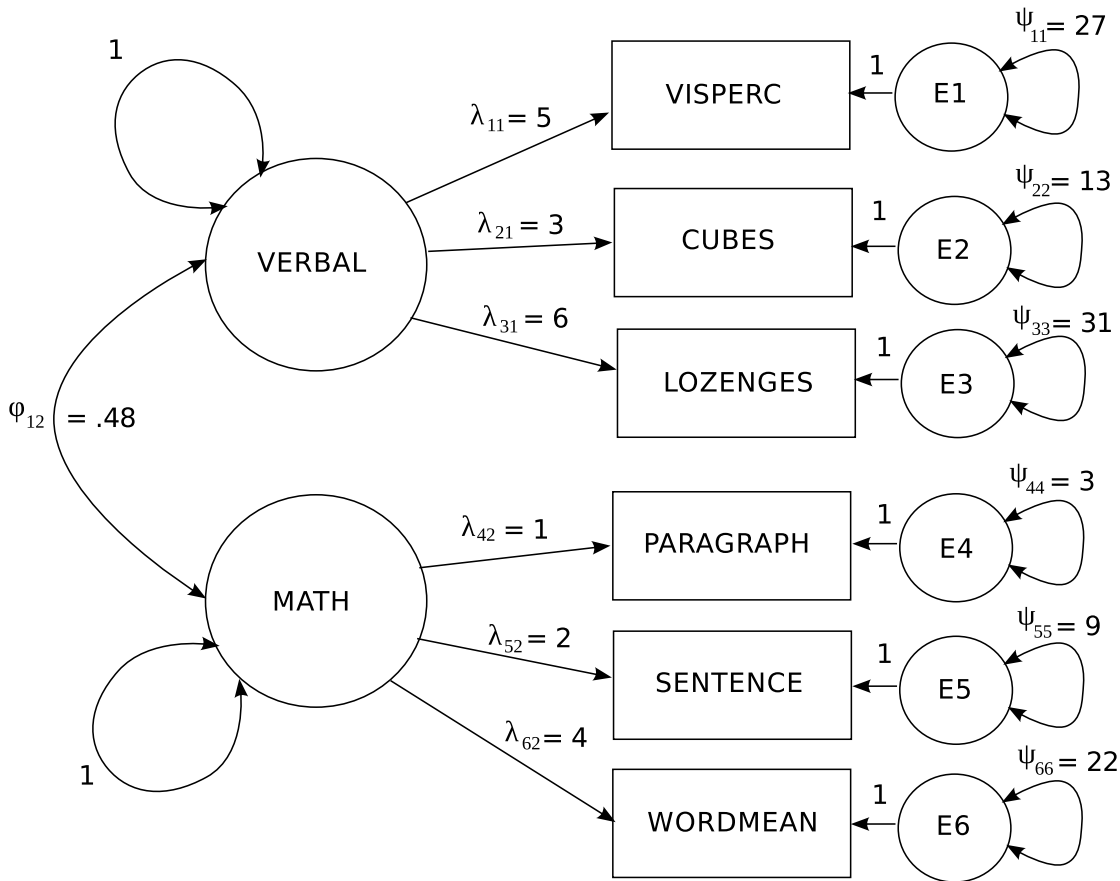 1
VERBAL
φ12 = .48
MATH
1
λ11 = 5
λ21 = 3
λ31 = 6
λ42 = 1
λ52 = 2
λ62 = 4
VISPERC
1
E1
ψ11 = 27
CUBES
1
E2
ψ22 = 13
LOZENGES
1
E3
ψ33 = 31
PARAGRAPH
1
E4
ψ44 = 3
SENTENCE
1
E5
ψ55 = 9
WORDMEAN
1
E6
ψ66 = 22